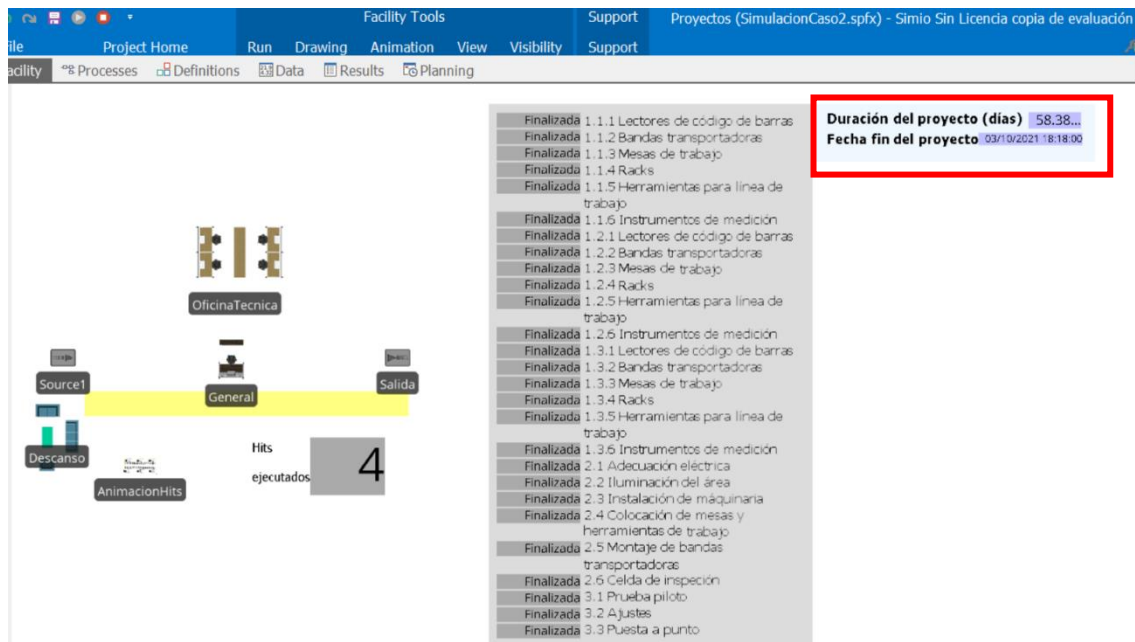 Facility Tools
Support
Proyectos (SimulacionCaso2.spfx) - Simio Sin Licencia copia de evaluación
File
Project Home
Run
Drawing
Animation
View
Visibility
Support
Facility
Processes
Definitions
Data
Results
Planning
Finalizada 1.1.1 Lectores de código de barras
Finalizada 1.1.2 Bandas transportadoras
Finalizada 1.1.3 Mesas de trabajo
Finalizada 1.1.4 Racks
Finalizada 1.1.5 Herramientas para línea de
trabajo
Finalizada 1.1.6 Instrumentos de medición
Finalizada 1.2.1 Lectores de código de barras
Finalizada 1.2.2 Bandas transportadoras
Finalizada 1.2.3 Mesas de trabajo
Finalizada 1.2.4 Racks
Finalizada 1.2.5 Herramientas para línea de
trabajo
Finalizada 1.2.6 Instrumentos de medición
Finalizada 1.3.1 Lectores de código de barras
Finalizada 1.3.2 Bandas transportadoras
Finalizada 1.3.3 Mesas de trabajo
Finalizada 1.3.4 Racks
Finalizada 1.3.5 Herramientas para línea de
trabajo
Finalizada 1.3.6 Instrumentos de medición
Finalizada 2.1 Adecuación eléctrica
Finalizada 2.2 Iluminación del área
Finalizada 2.3 Instalación de máquinaria
Finalizada 2.4 Colocación de mesas y
herramientas de trabajo
Finalizada 2.5 Montaje de bandas
transportadoras
Finalizada 2.6 Celda de inspeción
Finalizada 3.1 Prueba piloto
Finalizada 3.2 Ajustes
Finalizada 3.3 Puesta a punto
Duración del proyecto (días) 58.38...
Fecha fin del proyecto 03/10/2021 18:18:00
OficinaTecnica
Source1
General
Salida
Descanso
AnimacionHits
Hits
ejecutados
4